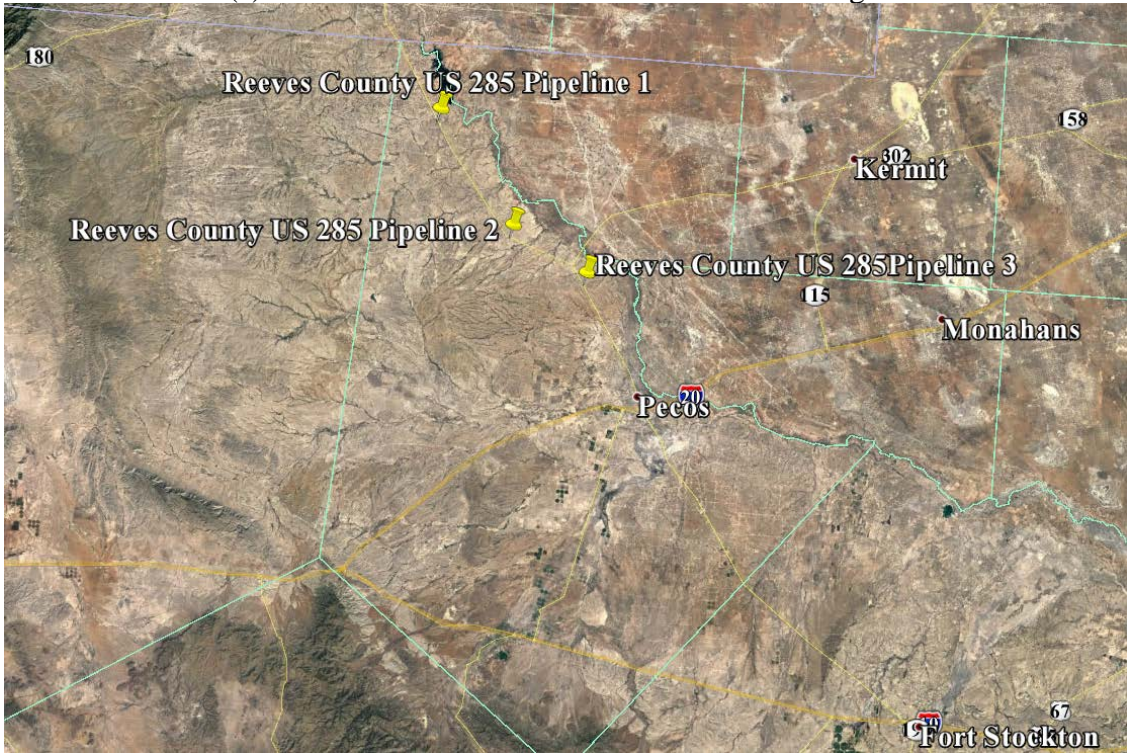 180
Reeves County US 285 Pipeline 1
158
302
Kermit
Reeves County US 285 Pipeline 2
Reeves County US 285Pipeline 3
115
Monahans
20
Pecos
67
Fort Stockton